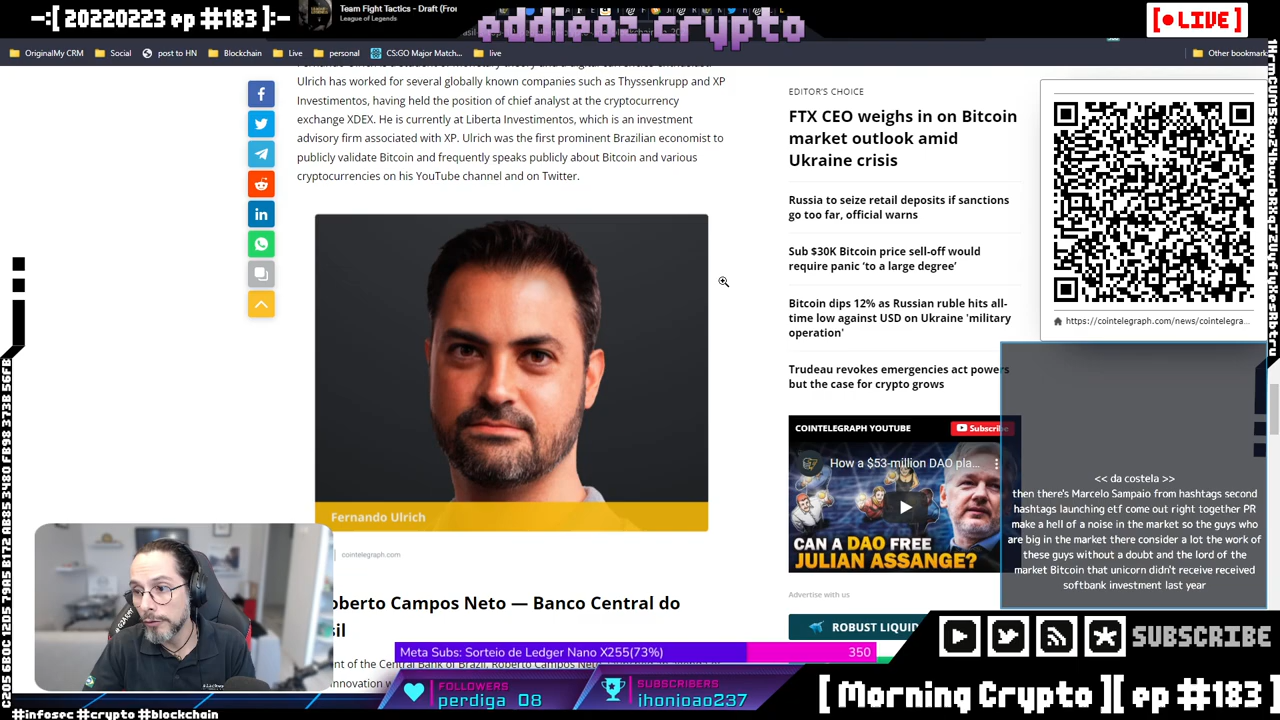 -:[ 20220223 ep #183 ]:-
Team Fight Tactics - Draft (Fro
League of Legends
eddieoz.crypto
[• LIVE ]
OriginalMy CRM
Social
post to HN
Blockchain
Live
personal
CS:GO Major Match...
live
Other bookmark
Ulrich has worked for several globally known companies such as Thyssenkrupp and XP
Investimentos, having held the position of chief analyst at the cryptocurrency
exchange XDEX. He is currently at Liberta Investimentos, which is an investment
advisory firm associated with XP. Ulrich was the first prominent Brazilian economist to
publicly validate Bitcoin and frequently speaks publicly about Bitcoin and various
cryptocurrencies on his YouTube channel and on Twitter.
Fernando Ulrich
cointelegraph.com
oberto Campos Neto — Banco Central do
sil
ent of the Central Bank of Brazil, Roberto Campos Neto,
nnovation w
EDITOR'S CHOICE
FTX CEO weighs in on Bitcoin
market outlook amid
Ukraine crisis
Russia to seize retail deposits if sanctions
go too far, official warns
Sub $30K Bitcoin price sell-off would
require panic ‘to a large degree’
Bitcoin dips 12% as Russian ruble hits all-
time low against USD on Ukraine 'military
operation'
Trudeau revokes emergencies act powers
but the case for crypto grows
COINTELEGRAPH YOUTUBE
Subscribe
How a $53-million DAO pla...
CAN A DAO FREE
JULIAN ASSANGE?
Advertise with us
ROBUST LIQUID
https://cointelegraph.com/news/cointelegra...
<< da costela >>
then there's Marcelo Sampaio from hashtags second
hashtags launching etf come out right together PR
make a hell of a noise in the market so the guys who
are big in the market there consider a lot the work of
these guys without a doubt and the lord of the
market Bitcoin that unicorn didn't receive received
softbank investment last year
Meta Subs: Sorteio de Ledger Nano X255(73%)
350
FOLLOWERS
perdiga_08
SUBSCRIBERS
ihonjoao237
SUBSCRIBE
[ Morning Crypto ][ ep #183 ]
#infosec #crypto #blockchain